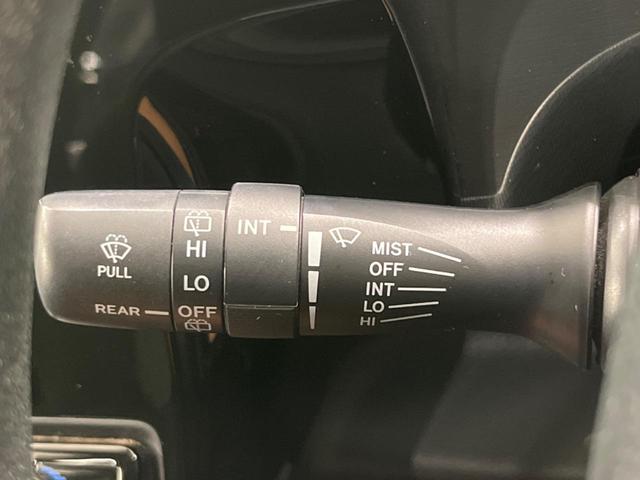 PULL
REAR
HI
LO
OFF
INT
MIST
OFF
INT
LO
HI